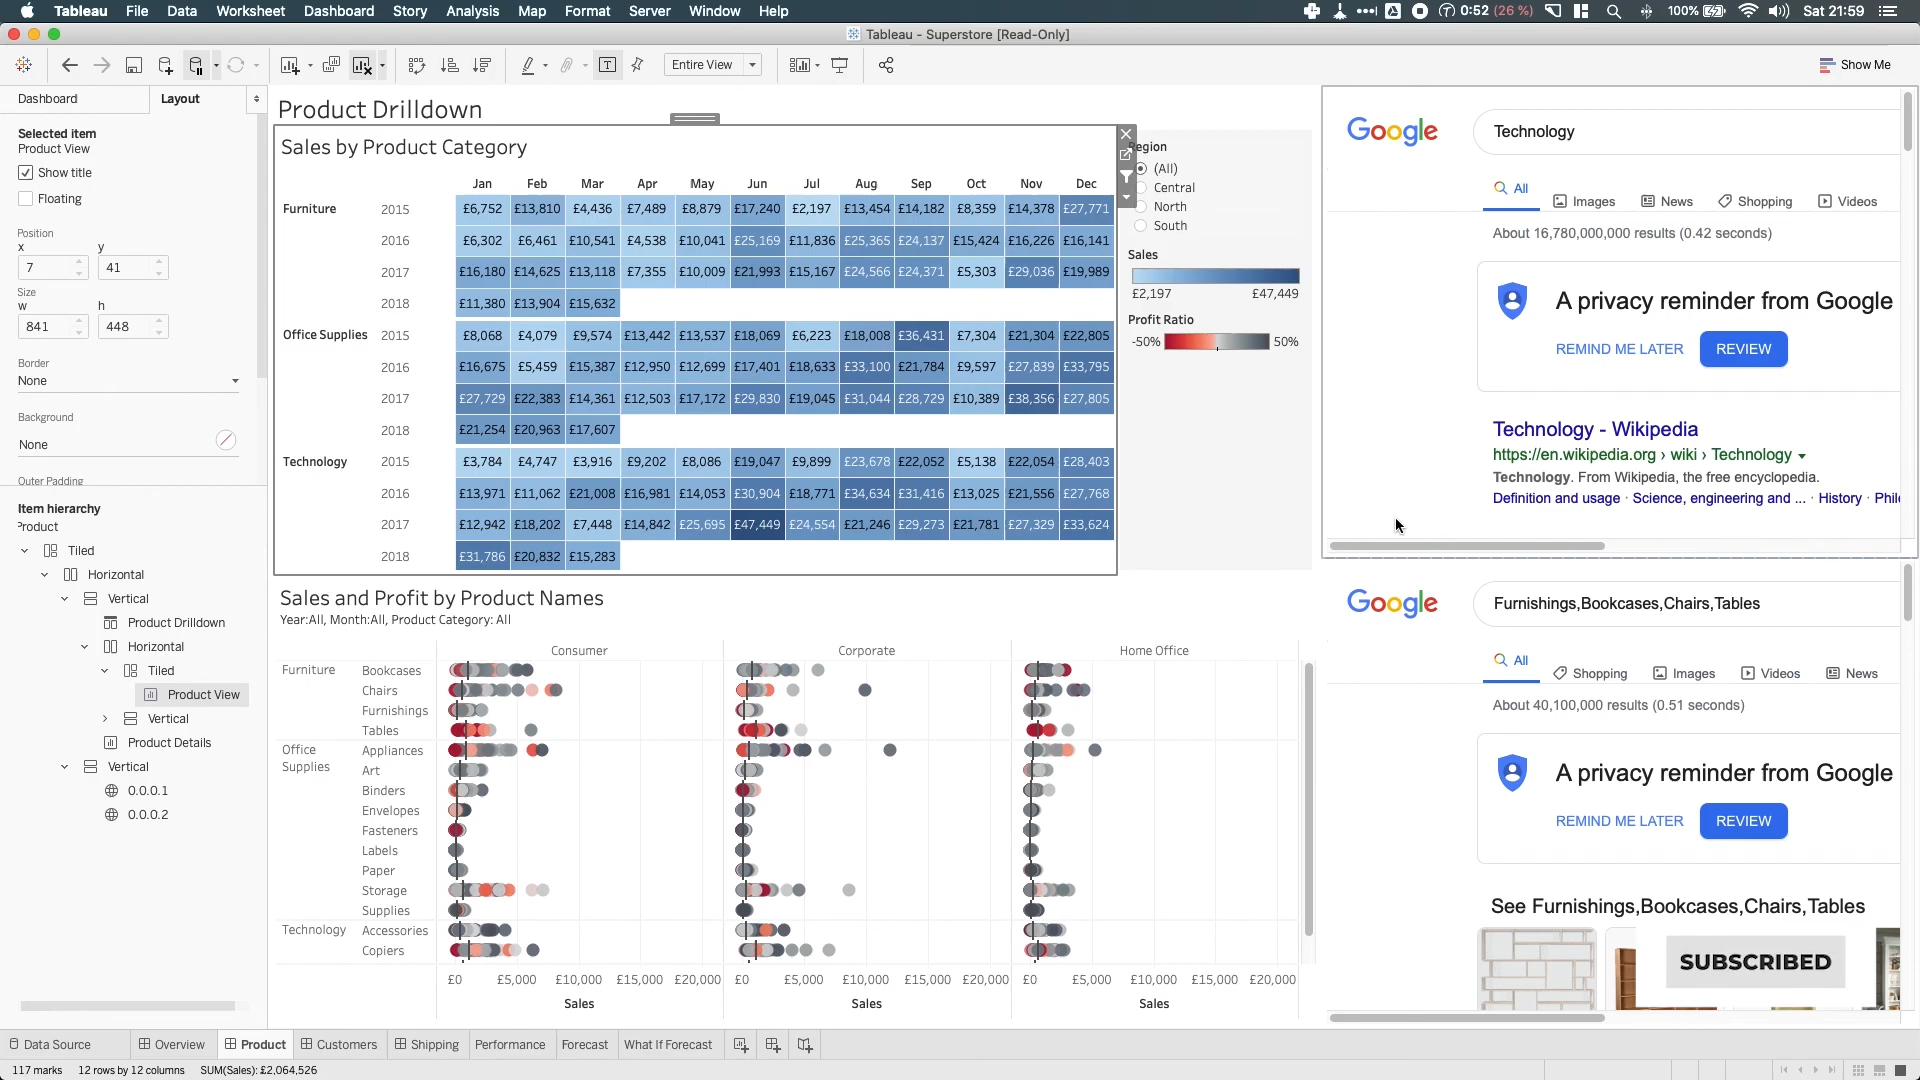 Tableau File Data Worksheet Dashboard Story Analysis Map Format Server Window Help 0:52 (26 %) 100% Sat 21:59
Tableau - Superstore [Read-Only]
Entire View Show Me
Dashboard Layout
Selected item
Product View
Show title
Floating
Position
x y
7 41
Size
w h
841 448
Border
None
Background
None
Outer Padding
Item hierarchy
Product
Tiled
Horizontal
Vertical
Product Drilldown
Horizontal
Tiled
Product View
Vertical
Product Details
Vertical
0.0.0.1
0.0.0.2
Product Drilldown
Sales by Product Category
Jan Feb Mar Apr May Jun Jul Aug Sep Oct Nov Dec
Furniture 2015 £6,752 £13,810 £4,436 £7,489 £8,879 £17,240 £2,197 £13,454 £14,182 £8,359 £14,378 £27,771
2016 £6,302 £6,461 £10,541 £4,538 £10,041 £25,169 £11,836 £25,365 £24,137 £15,424 £16,226 £16,141
2017 £16,180 £14,625 £13,118 £7,355 £10,009 £21,993 £15,167 £24,566 £24,371 £5,303 £29,036 £19,989
2018 £11,380 £13,904 £15,632
Office Supplies 2015 £8,068 £4,079 £9,574 £13,442 £13,537 £18,069 £6,223 £18,008 £36,431 £7,304 £21,304 £22,805
2016 £16,675 £5,459 £15,387 £12,950 £12,699 £17,401 £18,633 £33,100 £21,784 £9,597 £27,839 £33,795
2017 £27,729 £22,383 £14,361 £12,503 £17,172 £29,830 £19,045 £31,044 £28,729 £10,389 £38,356 £27,805
2018 £21,254 £20,963 £17,607
Technology 2015 £3,784 £4,747 £3,916 £9,202 £8,086 £19,047 £9,899 £23,678 £22,052 £5,138 £22,054 £28,403
2016 £13,971 £11,062 £21,008 £16,981 £14,053 £30,904 £18,771 £34,634 £31,416 £13,025 £21,556 £27,768
2017 £12,942 £18,202 £7,448 £14,842 £25,695 £47,449 £24,554 £21,246 £29,273 £21,781 £27,329 £33,624
2018 £31,786 £20,832 £15,283
Region
(All)
Central
North
South
Sales
£2,197 £47,449
Profit Ratio
-50% 50%
Sales and Profit by Product Names
Year:All, Month:All, Product Category: All
Consumer Corporate Home Office
Furniture Bookcases
Chairs
Furnishings
Tables
Office Supplies Appliances
Art
Binders
Envelopes
Fasteners
Labels
Paper
Storage
Supplies
Technology Accessories
Copiers
£0 £5,000 £10,000 £15,000 £20,000 £0 £5,000 £10,000 £15,000 £20,000 £0 £5,000 £10,000 £15,000 £20,000
Sales Sales Sales
Google Technology
All Images News Shopping Videos
About 16,780,000,000 results (0.42 seconds)
A privacy reminder from Google
REMIND ME LATER REVIEW
Technology - Wikipedia
https://en.wikipedia.org › wiki › Technology
Technology. From Wikipedia, the free encyclopedia.
Definition and usage · Science, engineering and ... · History · Phil
Google Furnishings,Bookcases,Chairs,Tables
All Shopping Images Videos News
About 40,100,000 results (0.51 seconds)
A privacy reminder from Google
REMIND ME LATER REVIEW
See Furnishings,Bookcases,Chairs,Tables
SUBSCRIBED
Data Source Overview Product Customers Shipping Performance Forecast What If Forecast
117 marks 12 rows by 12 columns SUM(Sales): £2,064,526